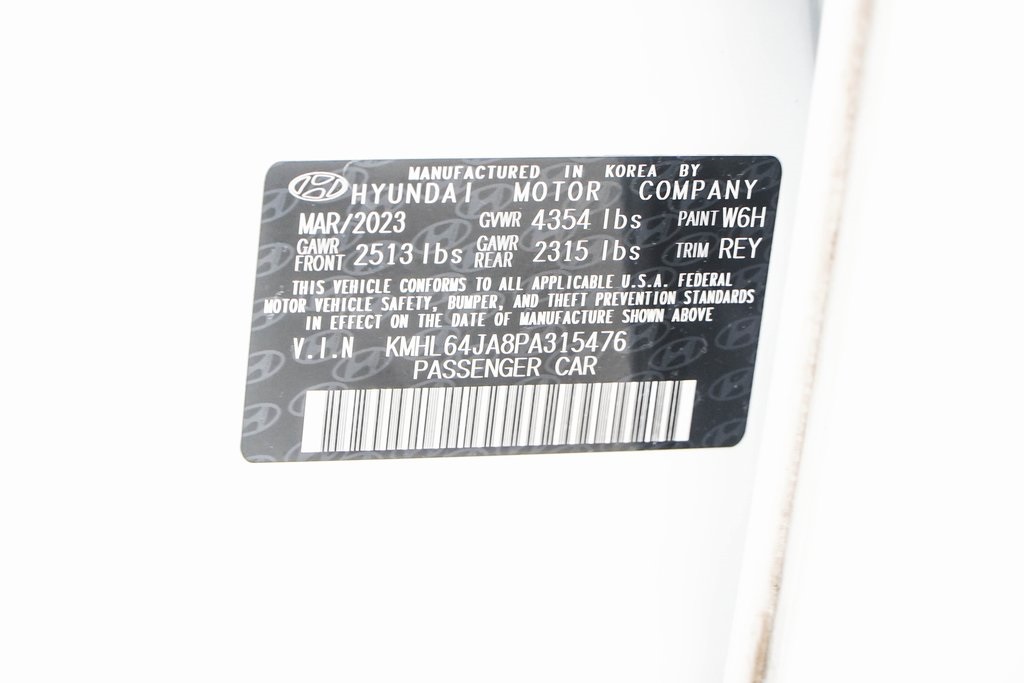 MANUFACTURED IN KOREA BY
HYUNDAI MOTOR COMPANY
MAR/2023 GVWR 4354 lbs PAINT W6H
GAWR FRONT 2513 lbs GAWR REAR 2315 lbs TRIM REY
THIS VEHICLE CONFORMS TO ALL APPLICABLE U.S.A. FEDERAL
MOTOR VEHICLE SAFETY, BUMPER, AND THEFT PREVENTION STANDARDS
IN EFFECT ON THE DATE OF MANUFACTURE SHOWN ABOVE
V.I.N KMHL64JA8PA315476
PASSENGER CAR